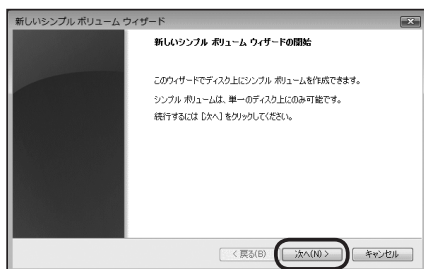 新しいシンプル ボリューム ウィザード
新しいシンプル ボリューム ウィザードの開始
このウィザードでディスク上にシンプル ボリュームを作成できます。
シンプル ボリュームは、単一のディスク上にのみ可能です。
続行するには [次へ] をクリックしてください。
< 戻る(B) 次へ(N) > キャンセル